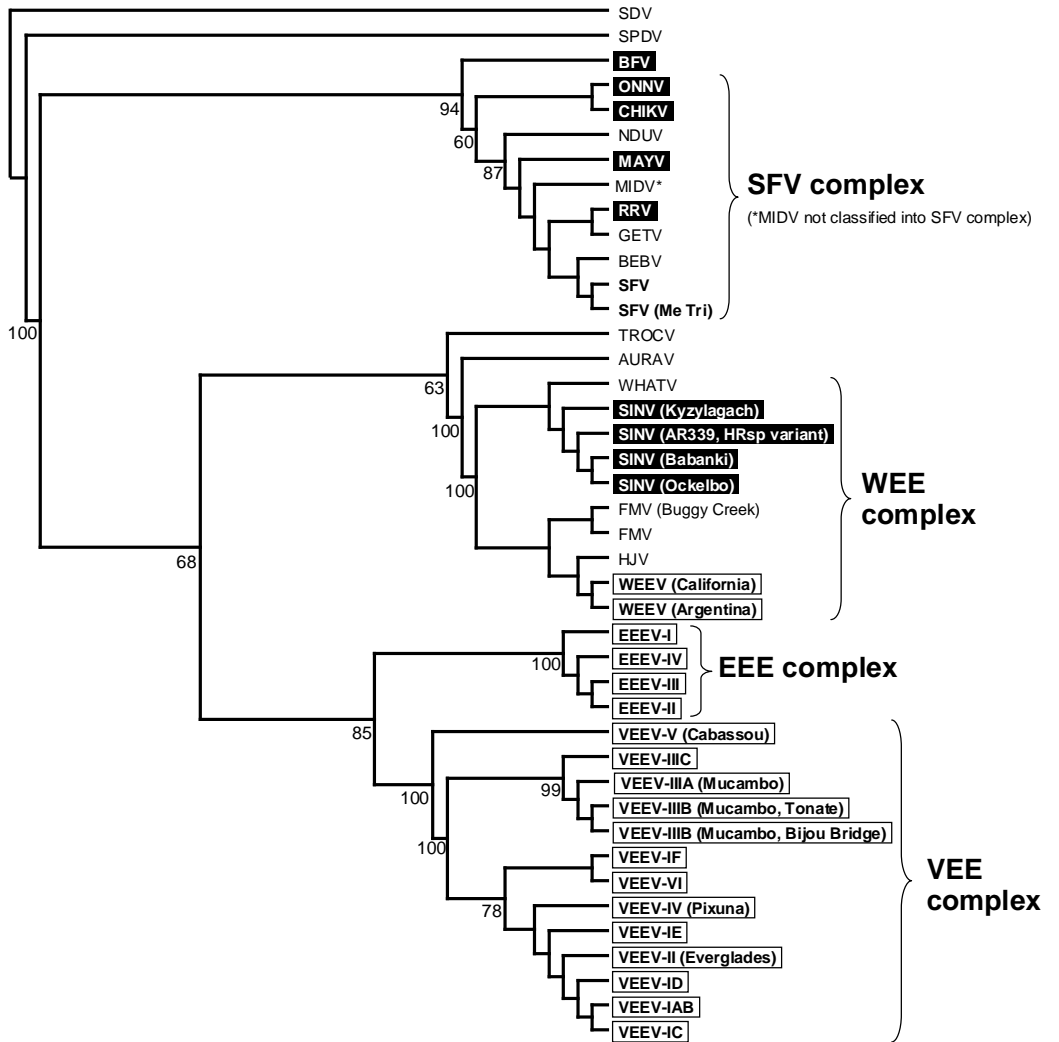 SDV
SPDV
BFV
ONNV
94
CHIKV
60
NDUV
87
MAYV
MIDV*
RRV
GETV
BEBV
SFV
SFV (Me Tri)
SFV complex
(*MIDV not classified into SFV complex)
100
TROCV
AURAV
63
WHATV
SINV (Kyzylagach)
100
SINV (AR339, HRsp variant)
SINV (Babanki)
100
SINV (Ockelbo)
FMV (Buggy Creek)
FMV
HJV
68
WEEV (California)
WEEV (Argentina)
WEE
complex
EEEV-I
100
EEEV-IV
EEEV-III
EEEV-II
EEE complex
85
VEEV-V (Cabassou)
VEEV-IIIC
99
VEEV-IIIA (Mucambo)
100
VEEV-IIIB (Mucambo, Tonate)
VEEV-IIIB (Mucambo, Bijou Bridge)
100
VEEV-IF
VEEV-VI
78
VEEV-IV (Pixuna)
VEEV-IE
VEEV-II (Everglades)
VEEV-ID
VEEV-IAB
VEEV-IC
VEE
complex